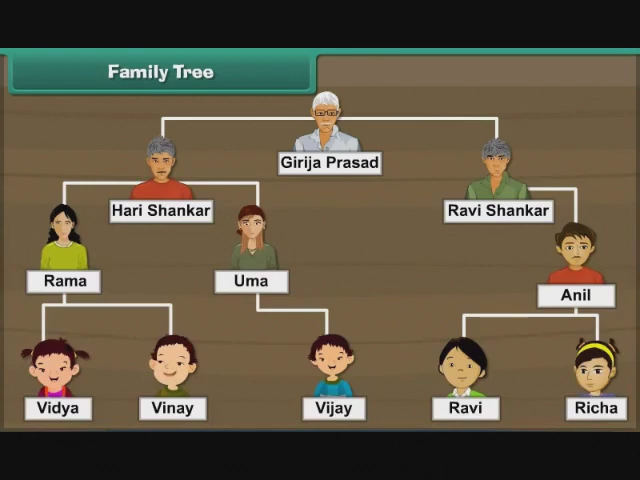 Family Tree
Girija Prasad
Hari Shankar
Ravi Shankar
Rama
Uma
Anil
Vidya
Vinay
Vijay
Ravi
Richa